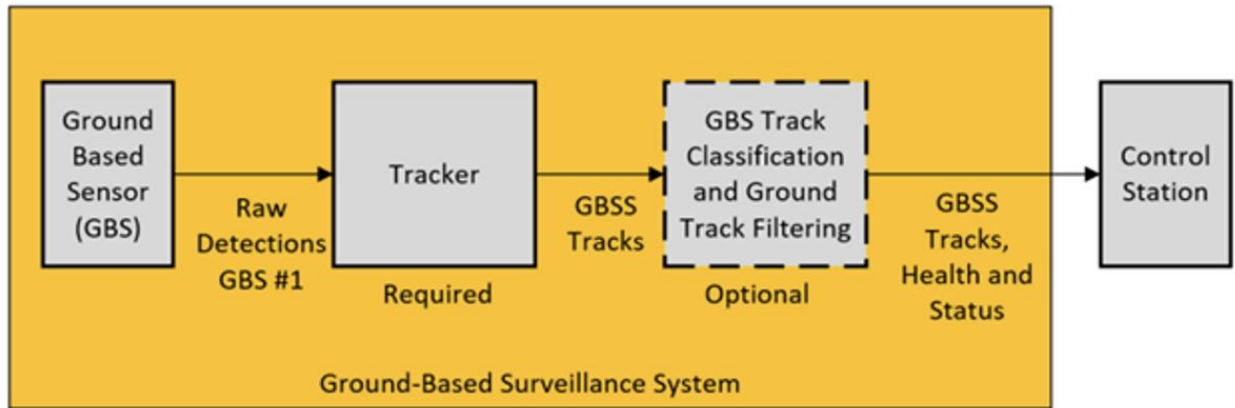 Ground
Based
Sensor
(GBS)
Raw
Detections
GBS #1
Tracker
Required
GBSS
Tracks
GBS Track
Classification
and Ground
Track Filtering
Optional
GBSS
Tracks,
Health and
Status
Control
Station
Ground-Based Surveillance System